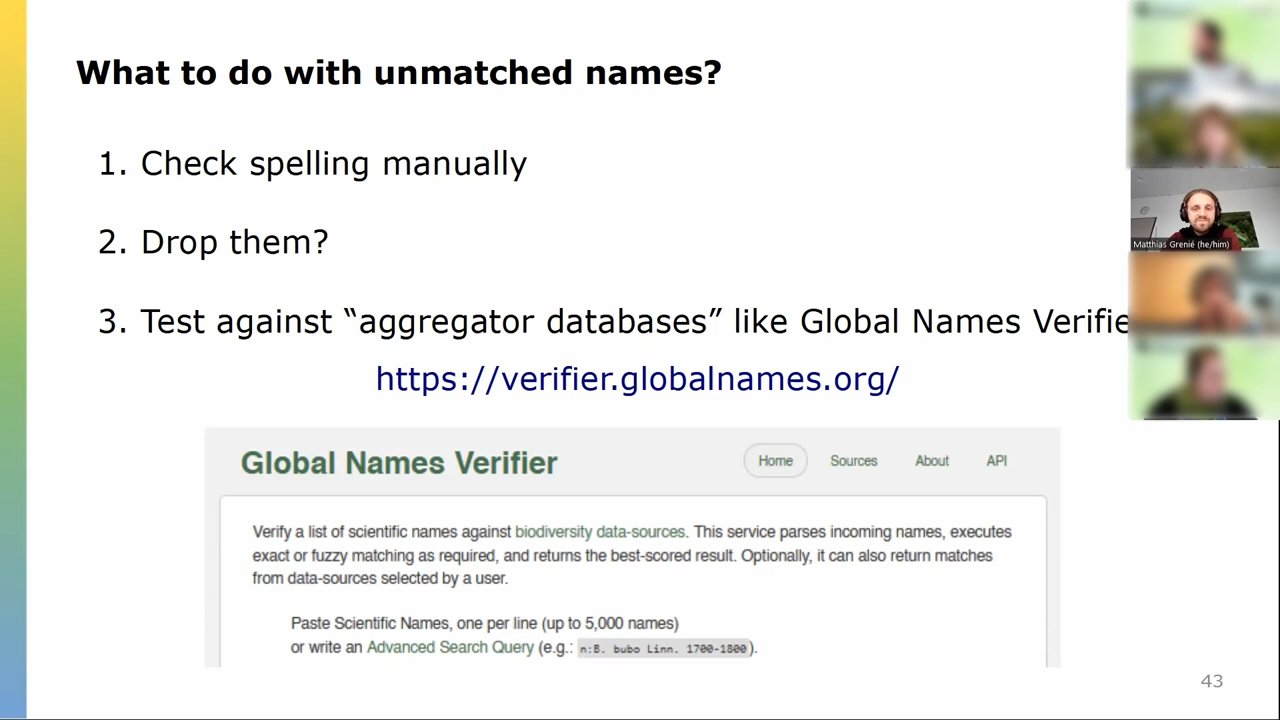 What to do with unmatched names?
1. Check spelling manually
2. Drop them?
3. Test against “aggregator databases” like Global Names Verifie
https://verifier.globalnames.org/
Global Names Verifier
Home Sources About API
Verify a list of scientific names against biodiversity data-sources. This service parses incoming names, executes
exact or fuzzy matching as required, and returns the best-scored result. Optionally, it can also return matches
from data-sources selected by a user.
Paste Scientific Names, one per line (up to 5,000 names)
or write an Advanced Search Query (e.g.: n:B. bubo Linn. 1700-1800).
Matthias Grenié (he/him)
43